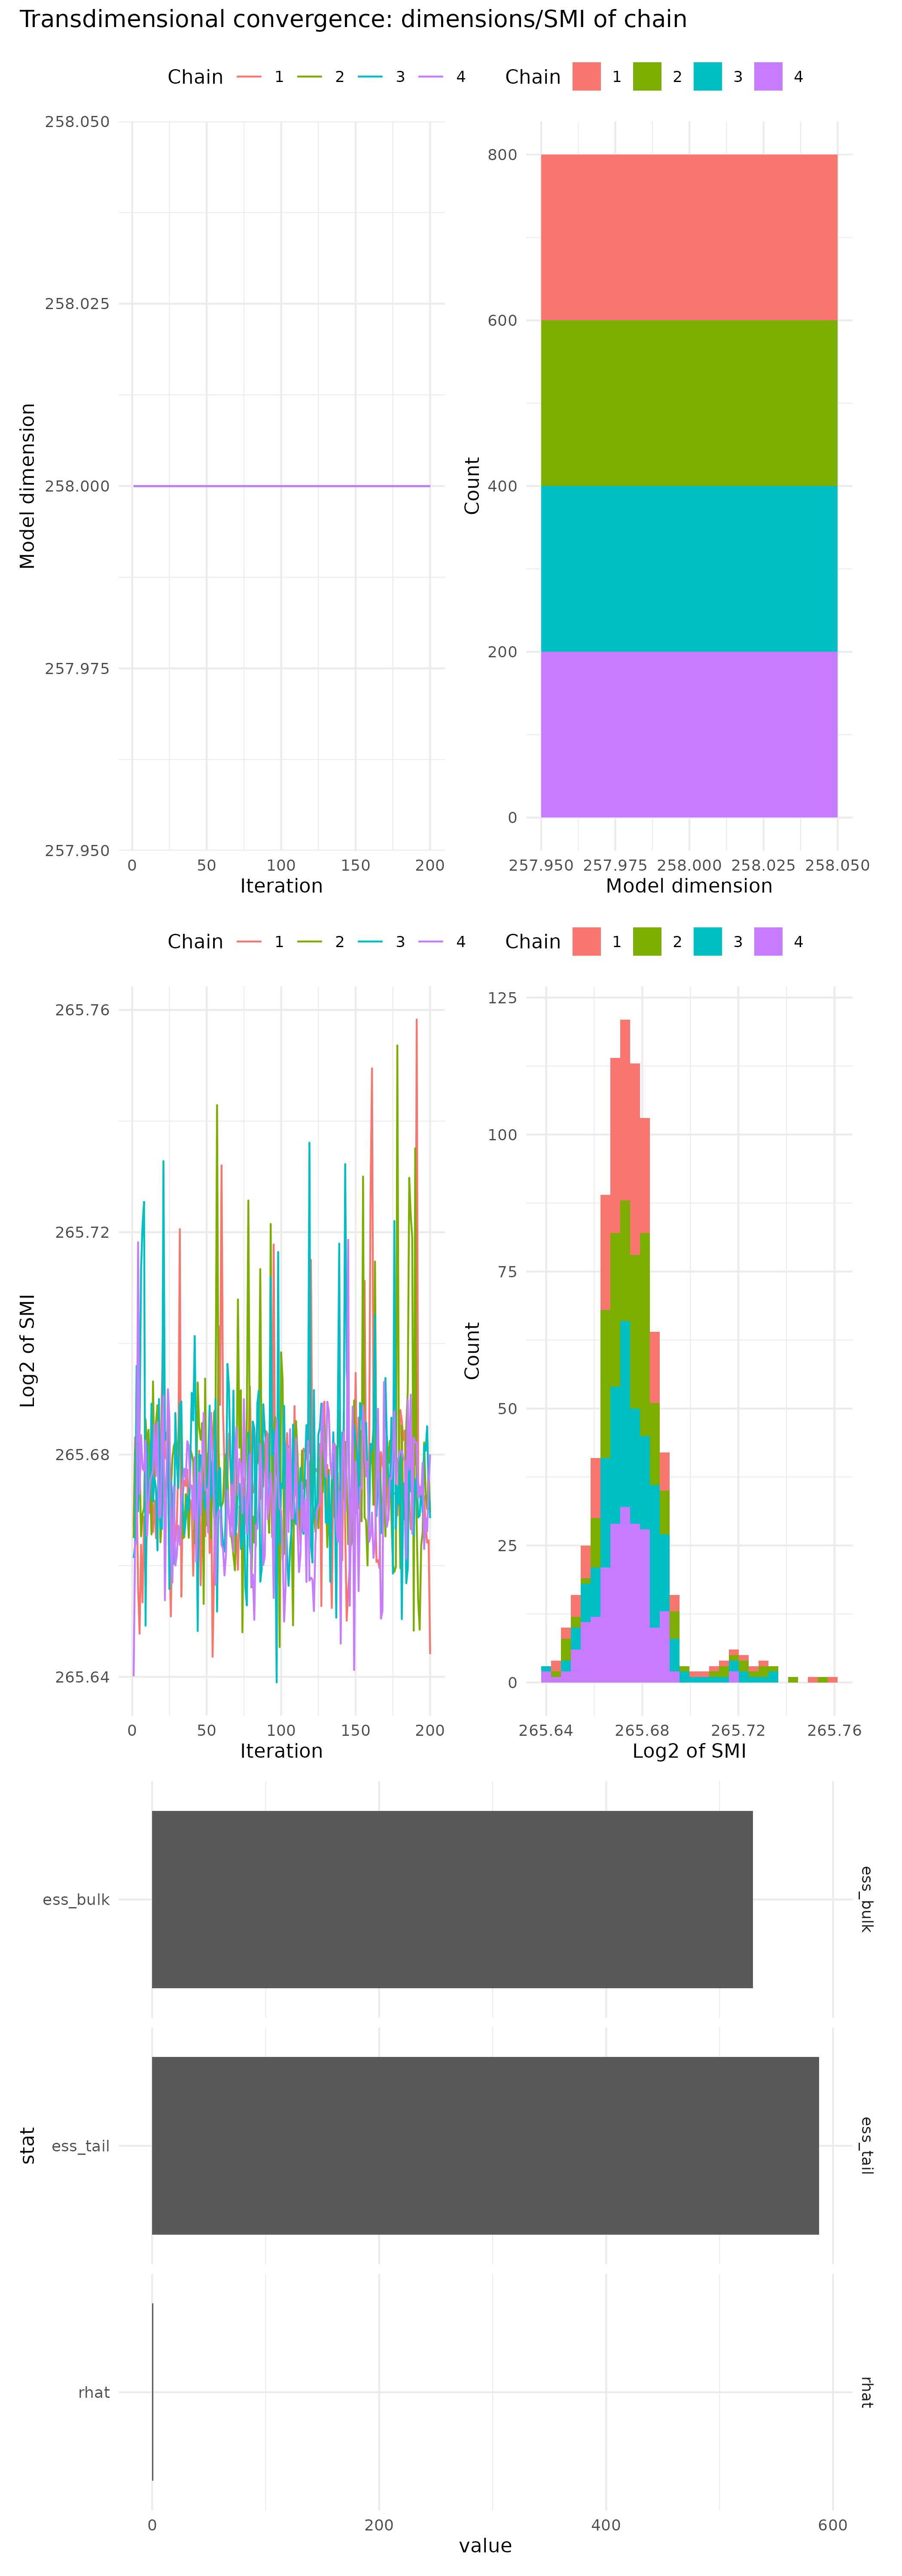 Transdimensional convergence: dimensions/SMI of chain
Chain 1 2 3 4
Chain 1 2 3 4
258.050
258.025
258.000
257.975
257.950
Model dimension
0 50 100 150 200
Iteration
800
600
400
200
0
Count
257.950 257.975 258.000 258.025 258.050
Model dimension
Chain 1 2 3 4
Chain 1 2 3 4
265.76
265.72
265.68
265.64
Log2 of SMI
0 50 100 150 200
Iteration
125
100
75
50
25
0
Count
265.64 265.68 265.72 265.76
Log2 of SMI
ess_bulk
ess_bulk
stat
ess_tail
ess_tail
rhat
rhat
0 200 400 600
value